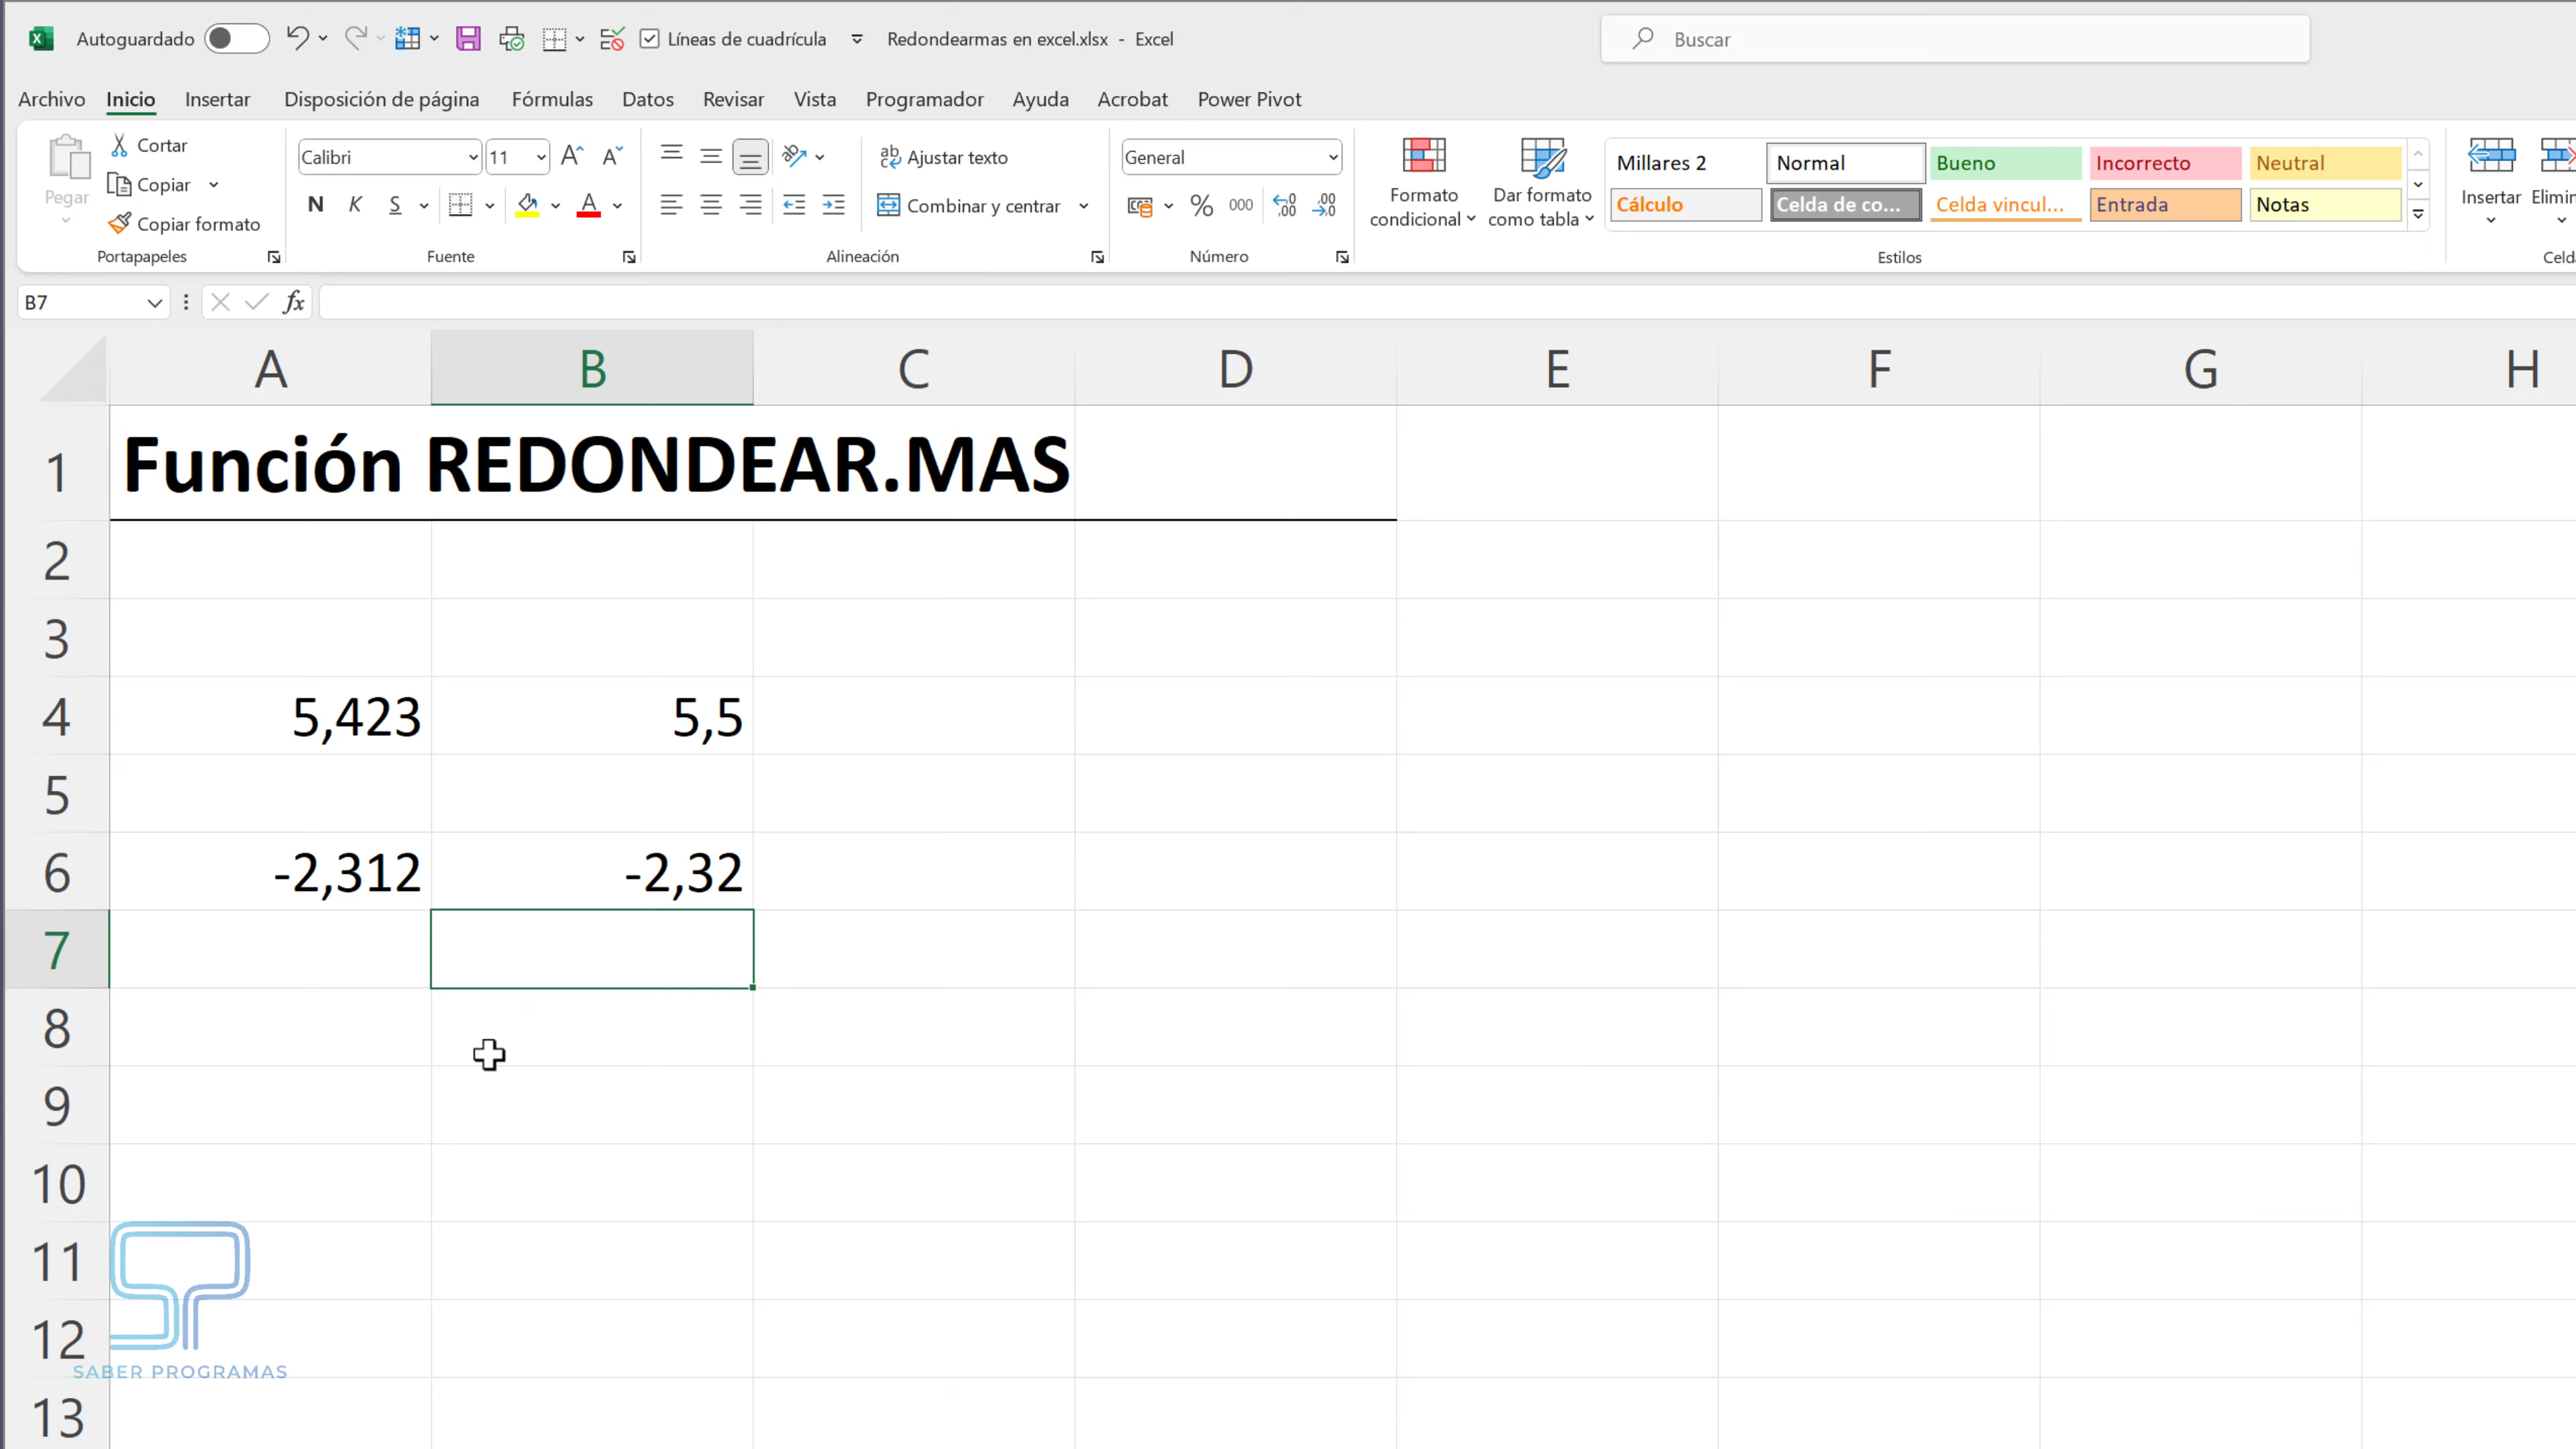 Autoguardado Líneas de cuadrícula Redondearmas en excel.xlsx - Excel Buscar
Archivo Inicio Insertar Disposición de página Fórmulas Datos Revisar Vista Programador Ayuda Acrobat Power Pivot
Pegar
Cortar
Copiar
Copiar formato
Portapapeles
Calibri 11
N K S
Fuente
Ajustar texto
Combinar y centrar
Alineación
General
% 000
Número
Formato condicional
Dar formato como tabla
Millares 2 Normal Bueno Incorrecto Neutral
Cálculo Celda de co... Celda vincul... Entrada Notas
Estilos
Insertar Elimin
Celd
B7 fx
A B C D E F G H
1 Función REDONDEAR.MAS
2
3
4 5,423 5,5
5
6 -2,312 -2,32
7
8
9
10
11
12
SABER PROGRAMAS
13